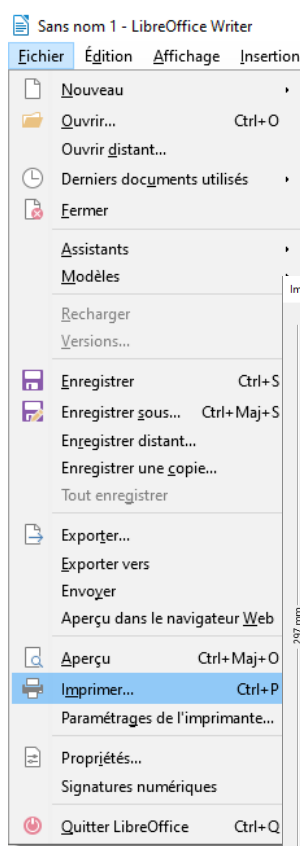 Sans nom 1 - LibreOffice Writer
Fichier Édition Affichage Insertion
Nouveau
Ouvrir... Ctrl+O
Ouvrir distant...
Derniers documents utilisés
Fermer
Assistants
Modèles
Im
Recharger
Versions...
Enregistrer Ctrl+S
Enregistrer sous... Ctrl+Maj+S
Enregistrer distant...
Enregistrer une copie...
Tout enregistrer
Exporter...
Exporter vers
Envoyer
Aperçu dans le navigateur Web
297 mm
Aperçu Ctrl+Maj+O
Imprimer... Ctrl+P
Paramétrages de l'imprimante...
Propriétés...
Signatures numériques
Quitter LibreOffice Ctrl+Q